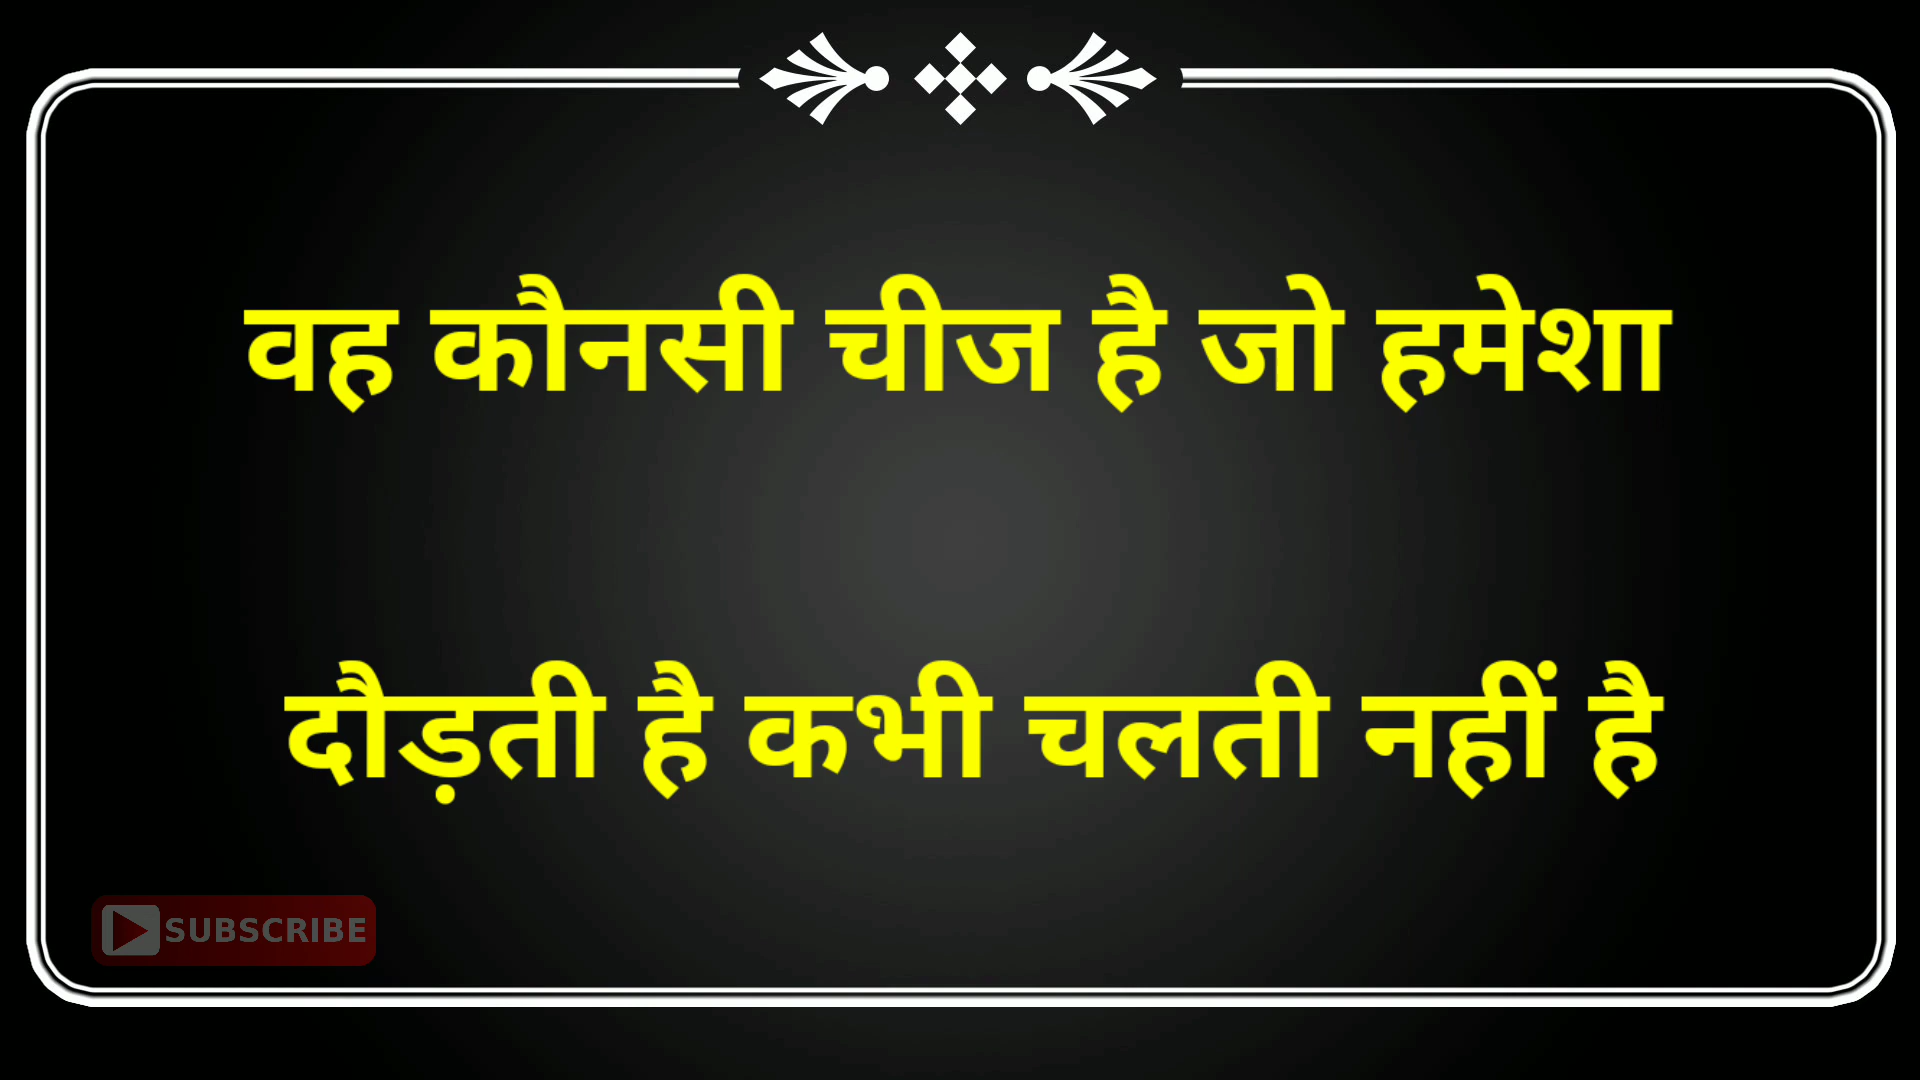 वह कौनसी चीज है जो हमेशा
दौड़ती है कभी चलती नहीं है
SUBSCRIBE